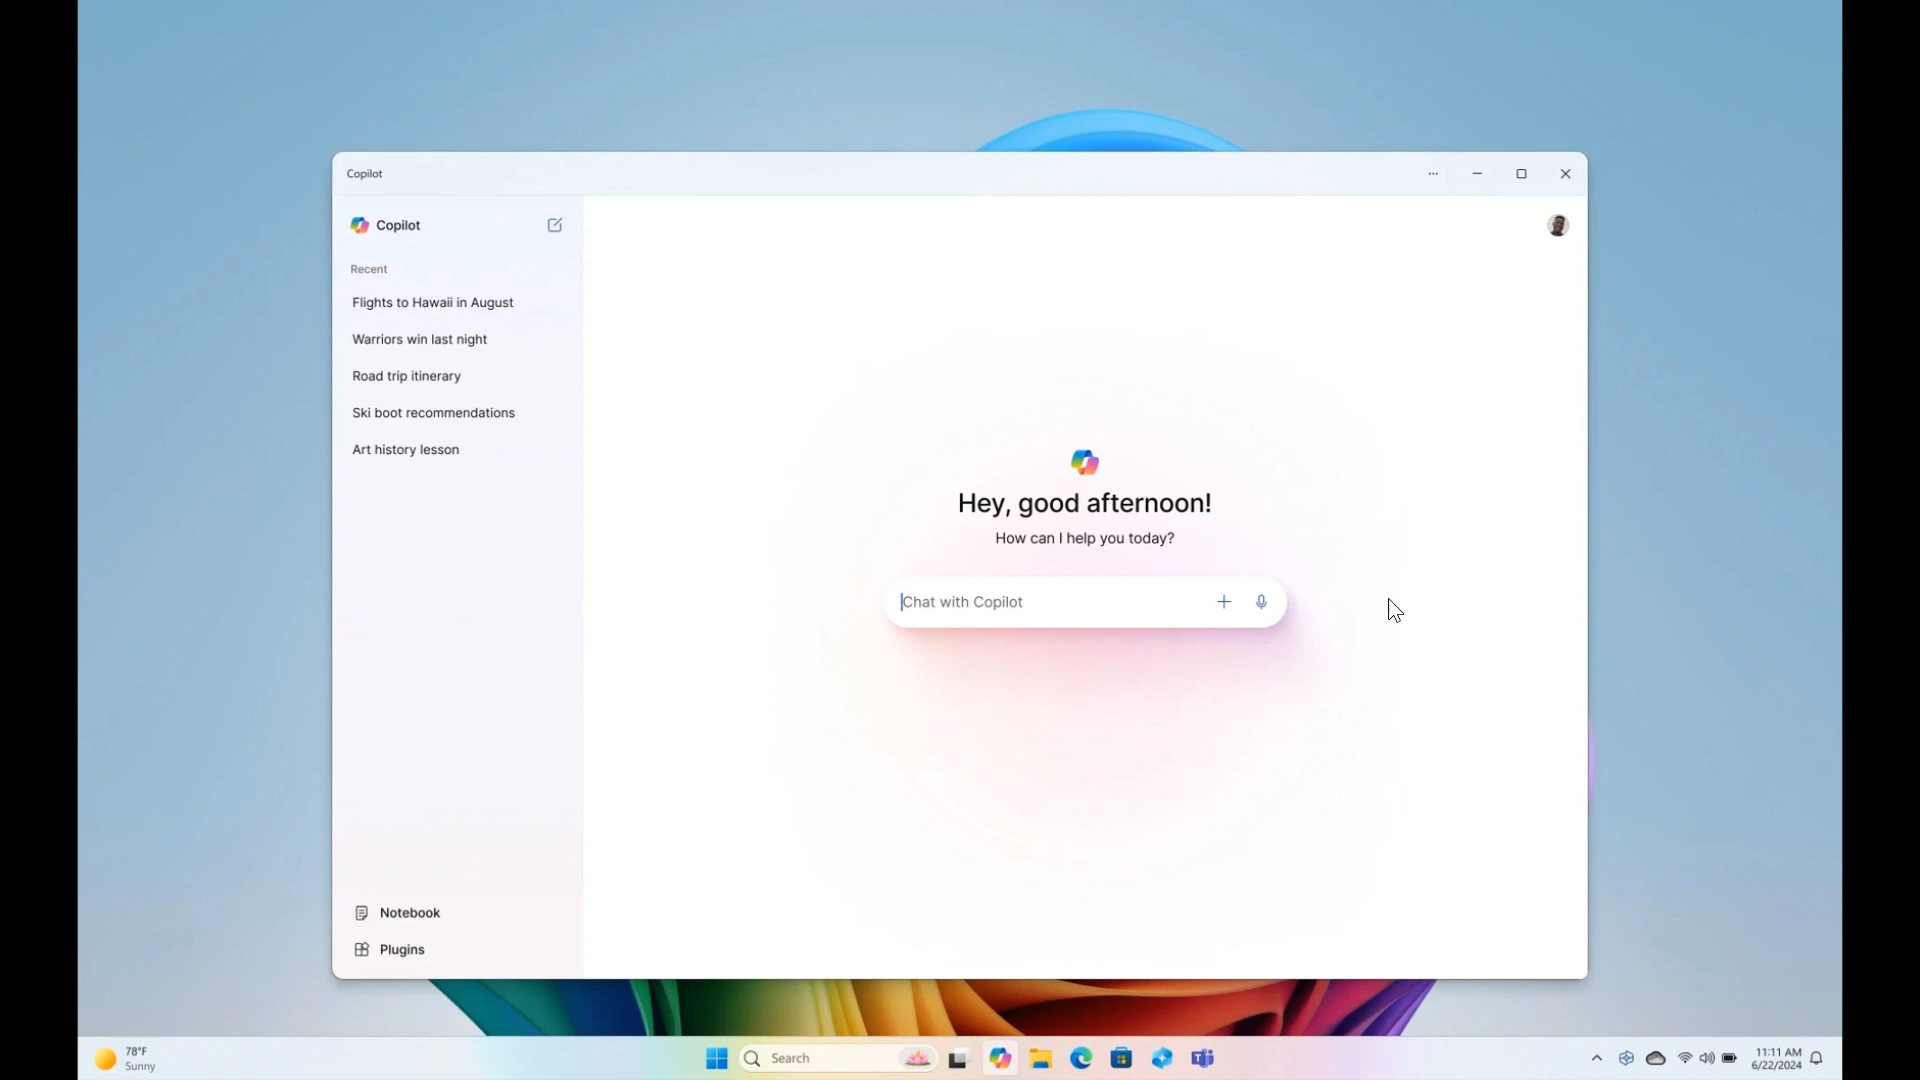 Copilot
Copilot
Recent
Flights to Hawaii in August
Warriors win last night
Road trip itinerary
Ski boot recommendations
Art history lesson
Hey, good afternoon!
How can I help you today?
Chat with Copilot
Notebook
Plugins
78°F
Sunny
Search
11:11 AM
6/22/2024